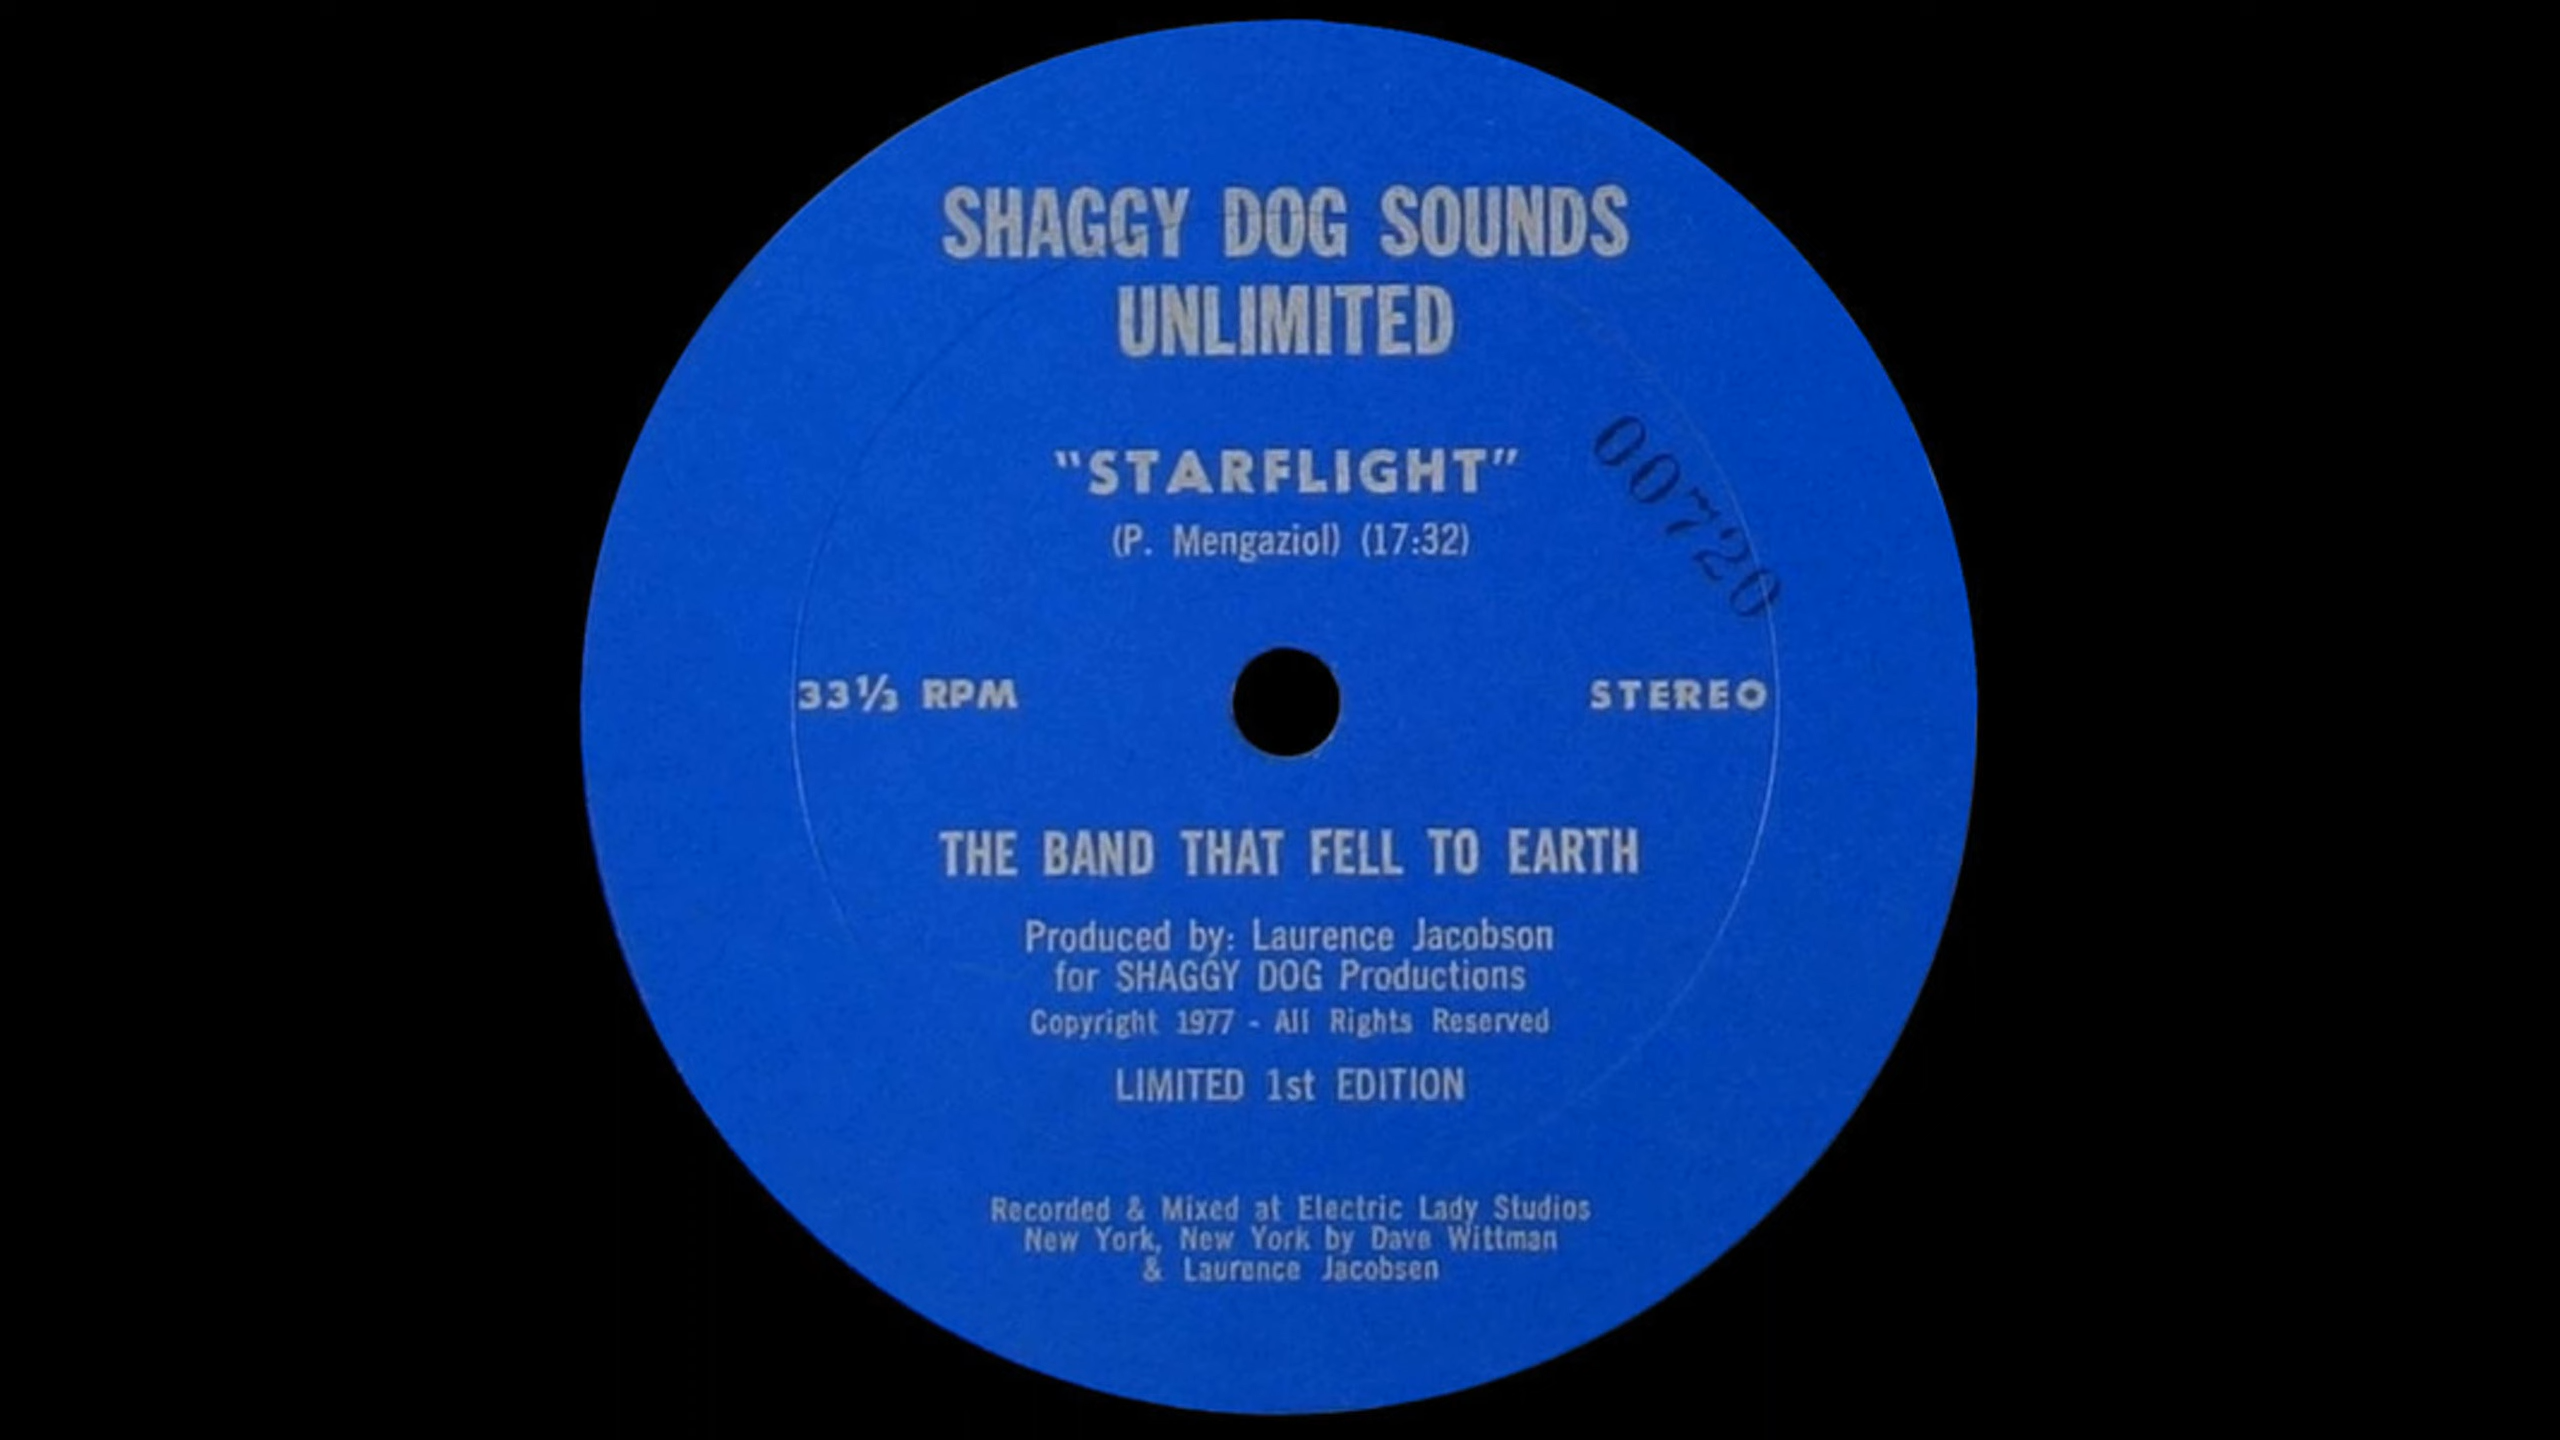 SHAGGY DOG SOUNDS
UNLIMITED
"STARFLIGHT"
(P. Mengaziol) (17:32)
00720
33⅓ RPM
STEREO
THE BAND THAT FELL TO EARTH
Produced by: Laurence Jacobson
for SHAGGY DOG Productions
Copyright 1977 - All Rights Reserved
LIMITED 1st EDITION
Recorded & Mixed at Electric Lady Studios
New York, New York by Dave Wittman
& Laurence Jacobsen